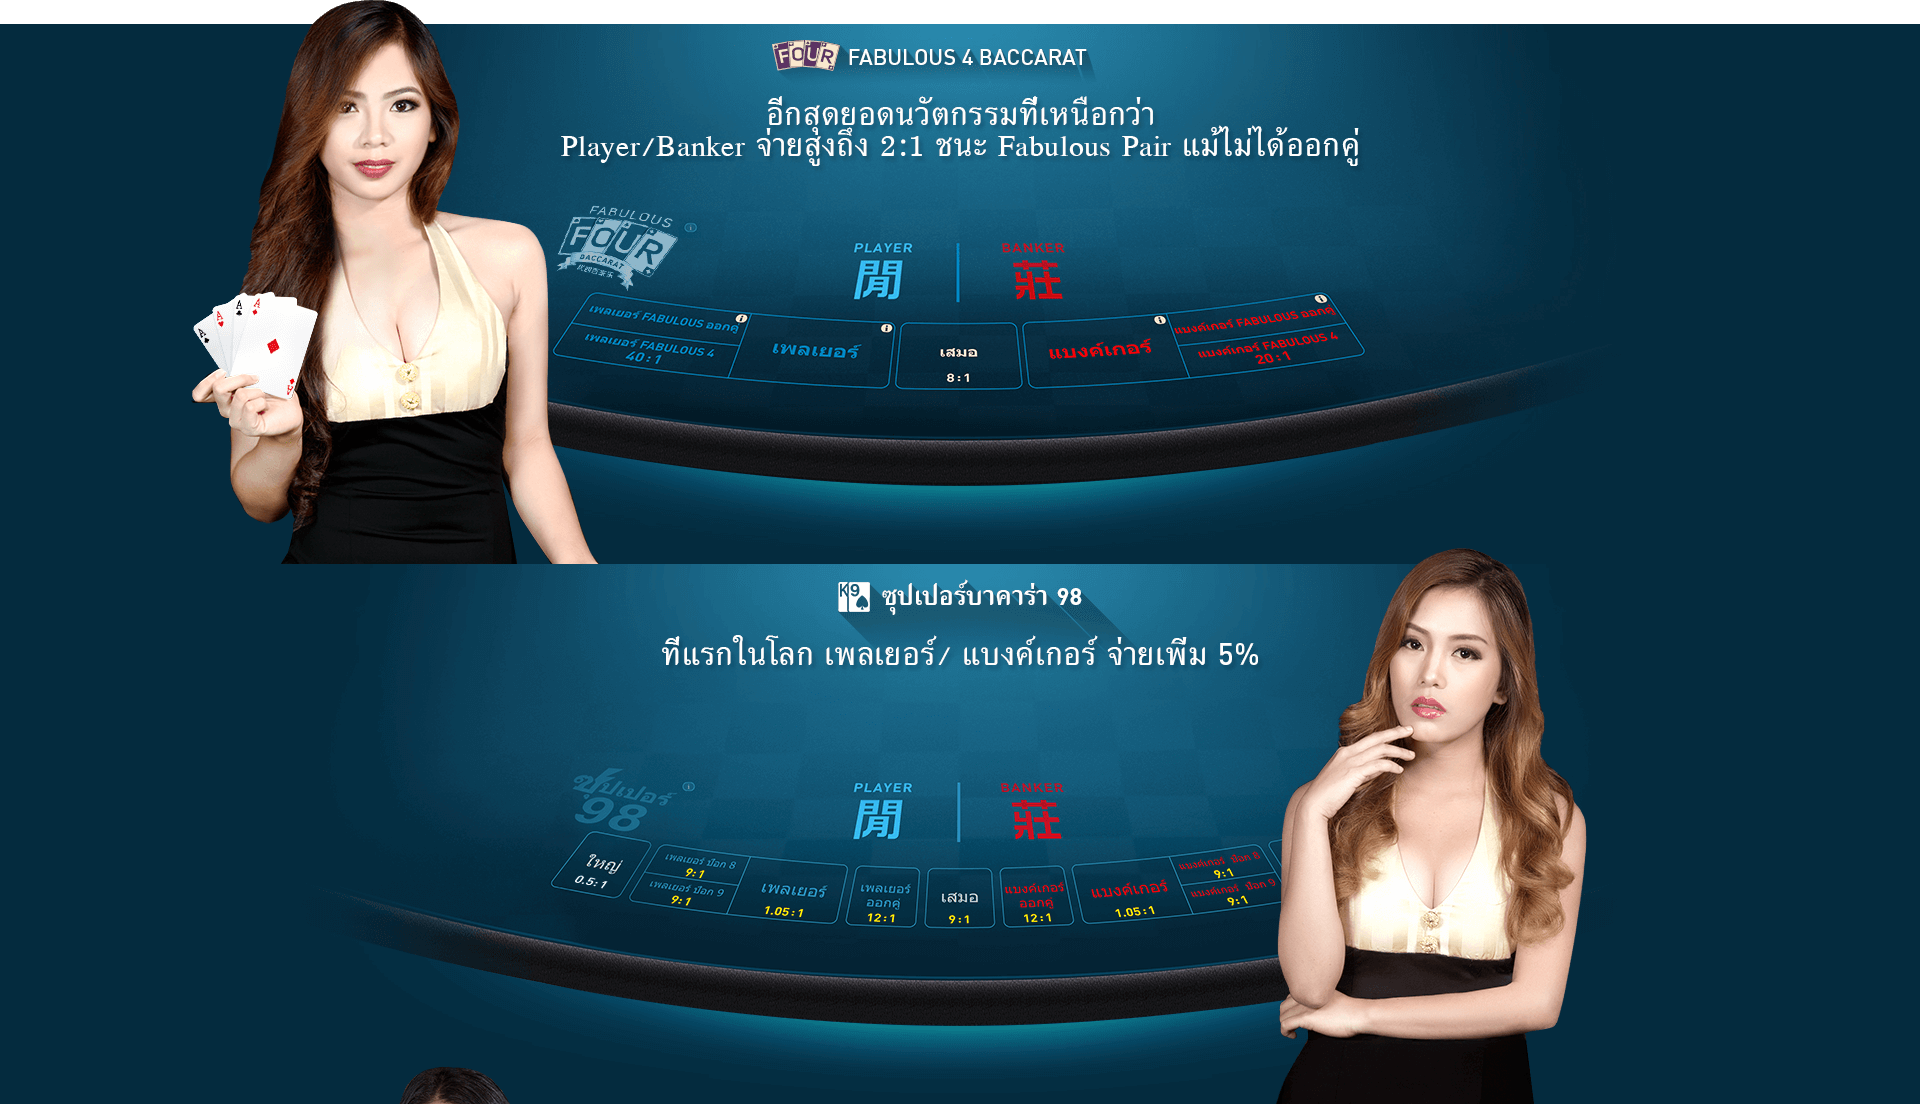 FOUR FABULOUS 4 BACCARAT
อีกสุดยอดนวัตกรรมที่เหนือกว่า
Player/Banker จ่ายสูงถึง 2:1 ชนะ Fabulous Pair แม้ไม่ได้ออกคู่
FABULOUS
FOUR
BACCARAT
PLAYER
閒
BANKER
莊
เพลเยอร์ FABULOUS ออกคู่
เพลเยอร์ FABULOUS 4
40:1
เพลเยอร์
เสมอ
8:1
แบงค์เกอร์
แบงค์เกอร์ FABULOUS ออกคู่
แบงค์เกอร์ FABULOUS 4
20:1
K9 ซุปเปอร์บาคาร่า 98
ที่แรกในโลก เพลเยอร์/ แบงค์เกอร์ จ่ายเพิ่ม 5%
ซุปเปอร์
98
PLAYER
閒
BANKER
莊
ใหญ่
0.5:1
เพลเยอร์ ป๊อก 8
9:1
เพลเยอร์ ป๊อก 9
9:1
เพลเยอร์
1.05:1
เพลเยอร์
ออกคู่
12:1
เสมอ
9:1
แบงค์เกอร์
ออกคู่
12:1
แบงค์เกอร์
1.05:1
แบงค์เกอร์ ป๊อก 8
9:1
แบงค์เกอร์ ป๊อก 9
9:1